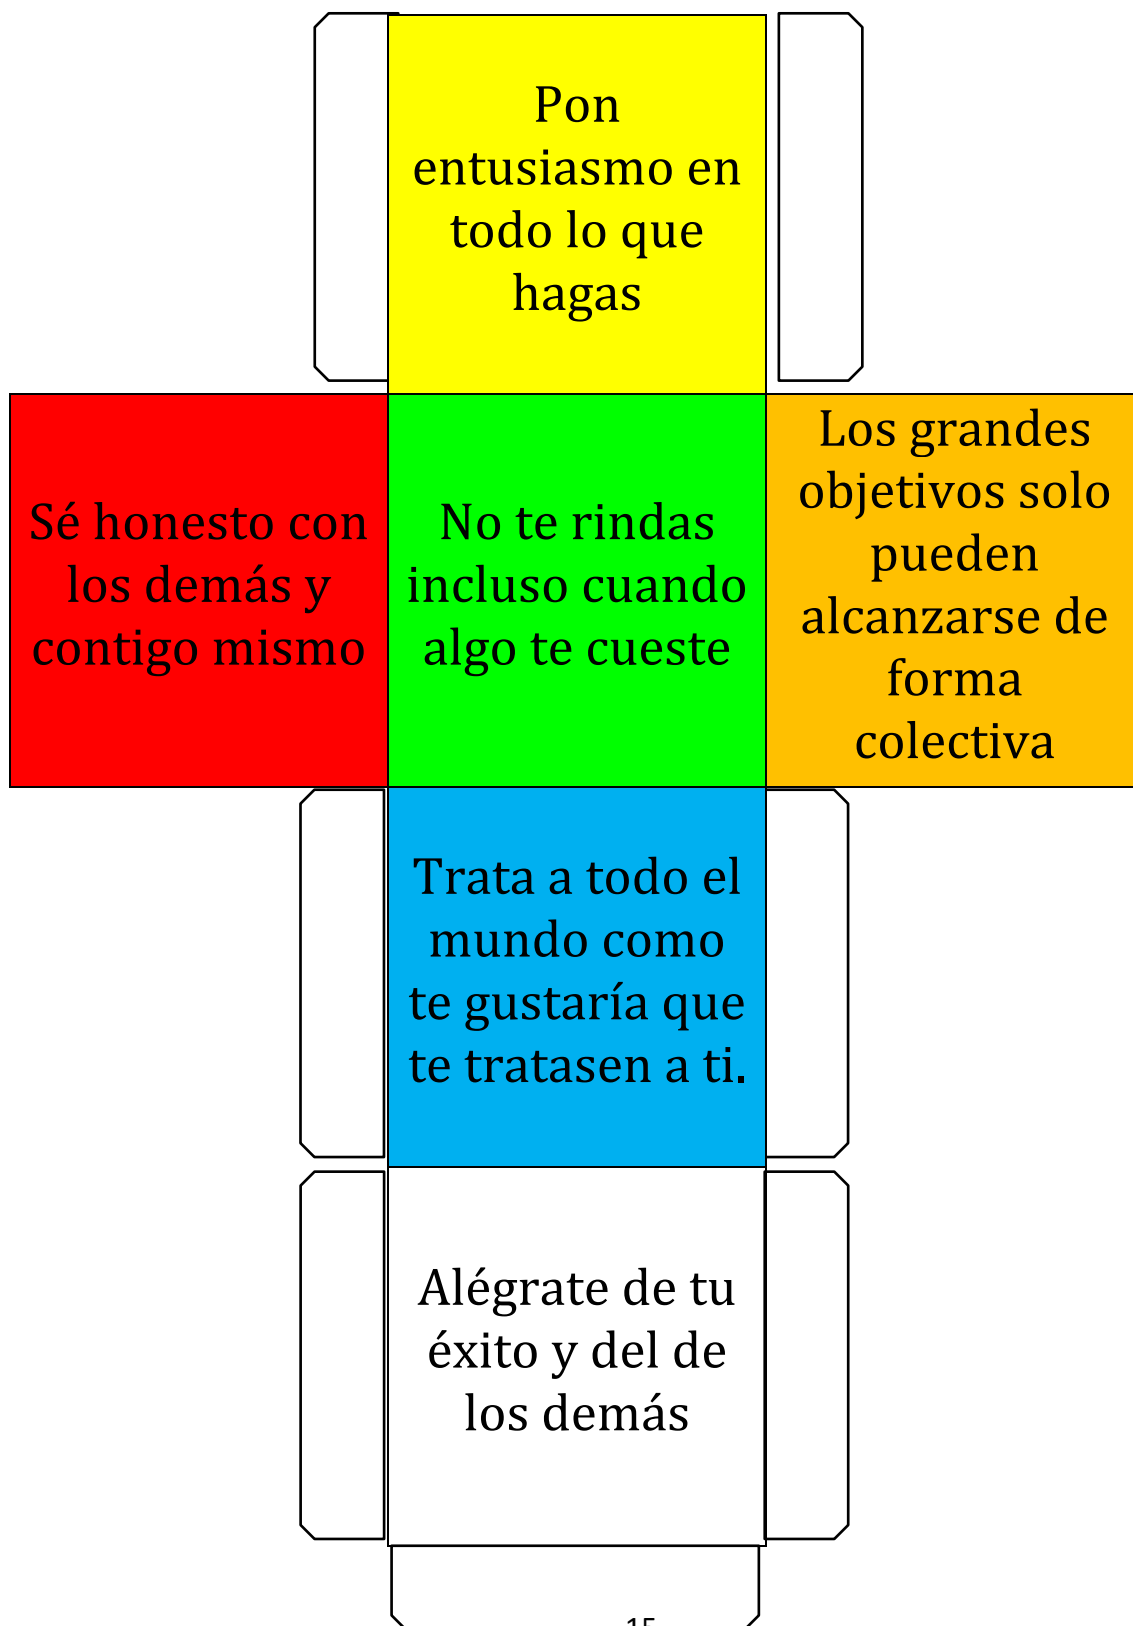 Pon
entusiasmo en
todo lo que
hagas
Sé honesto con
los demás y
contigo mismo
No te rindas
incluso cuando
algo te cueste
Los grandes
objetivos solo
pueden
alcanzarse de
forma
colectiva
Trata a todo el
mundo como
te gustaría que
te tratasen a ti.
Alégrate de tu
éxito y del de
los demás
15